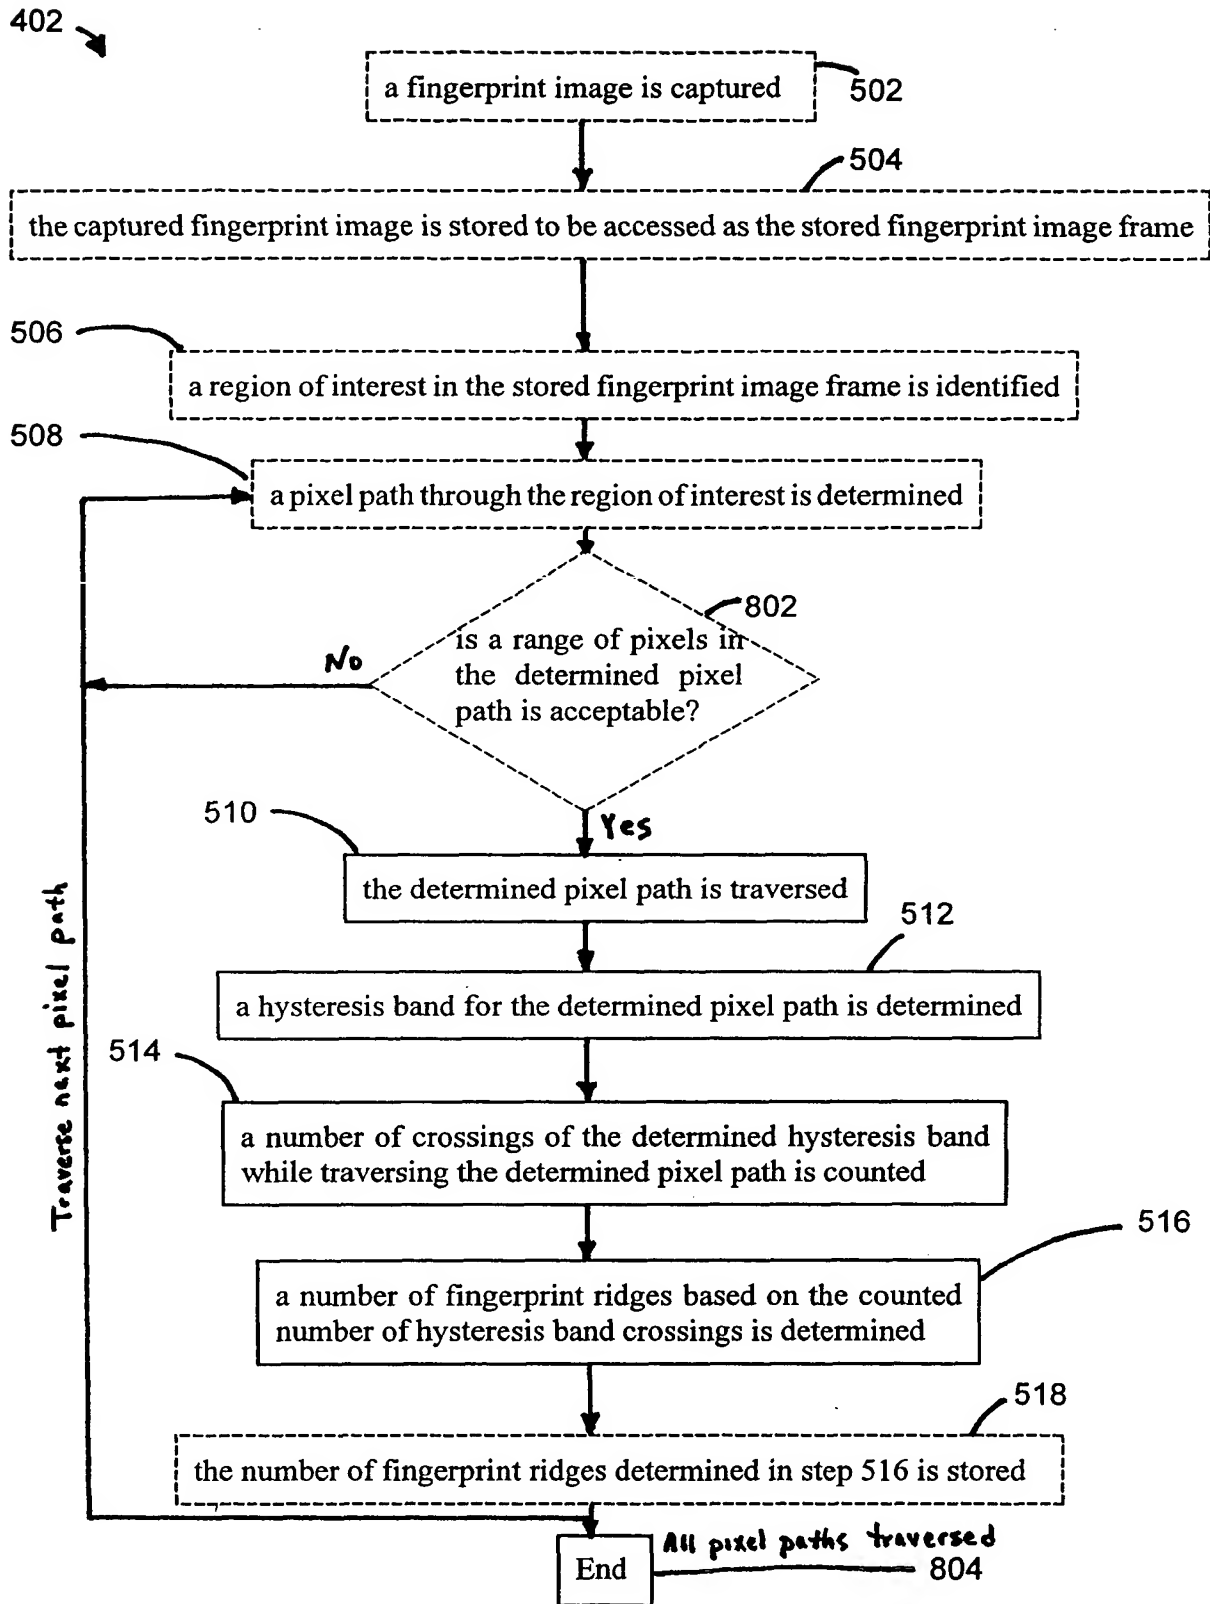 402
a fingerprint image is captured
502
504
the captured fingerprint image is stored to be accessed as the stored fingerprint image frame
506
a region of interest in the stored fingerprint image frame is identified
508
a pixel path through the region of interest is determined
802
is a range of pixels in
the determined pixel
path is acceptable?
No
Yes
510
the determined pixel path is traversed
512
a hysteresis band for the determined pixel path is determined
514
a number of crossings of the determined hysteresis band
while traversing the determined pixel path is counted
Traverse next pixel path
516
a number of fingerprint ridges based on the counted
number of hysteresis band crossings is determined
518
the number of fingerprint ridges determined in step 516 is stored
All pixel paths traversed
End
804